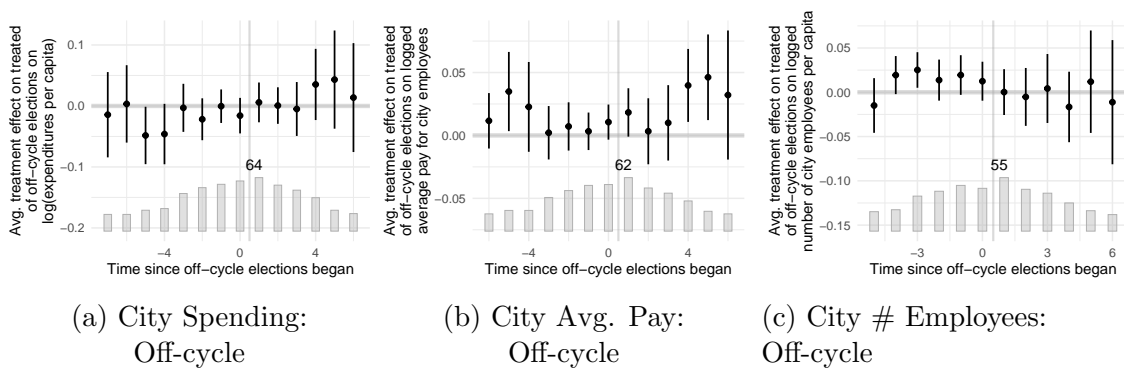 Avg. treatment effect on treated
of off−cycle elections on
log(expenditures per capita)
0.1
0.0
−0.1
−0.2
64
−4
0
4
Time since off−cycle elections began
(a) City Spending:
Off-cycle
Avg. treatment effect on treated
of off−cycle elections on logged
average pay for city employees
0.05
0.00
−0.05
62
−4
0
4
Time since off−cycle elections began
(b) City Avg. Pay:
Off-cycle
Avg. treatment effect on treated
of off−cycle elections on logged
number of city employees per capita
0.10
0.05
0.00
−0.05
−0.10
−0.15
55
−3
0
3
6
Time since off−cycle elections began
(c) City # Employees:
Off-cycle